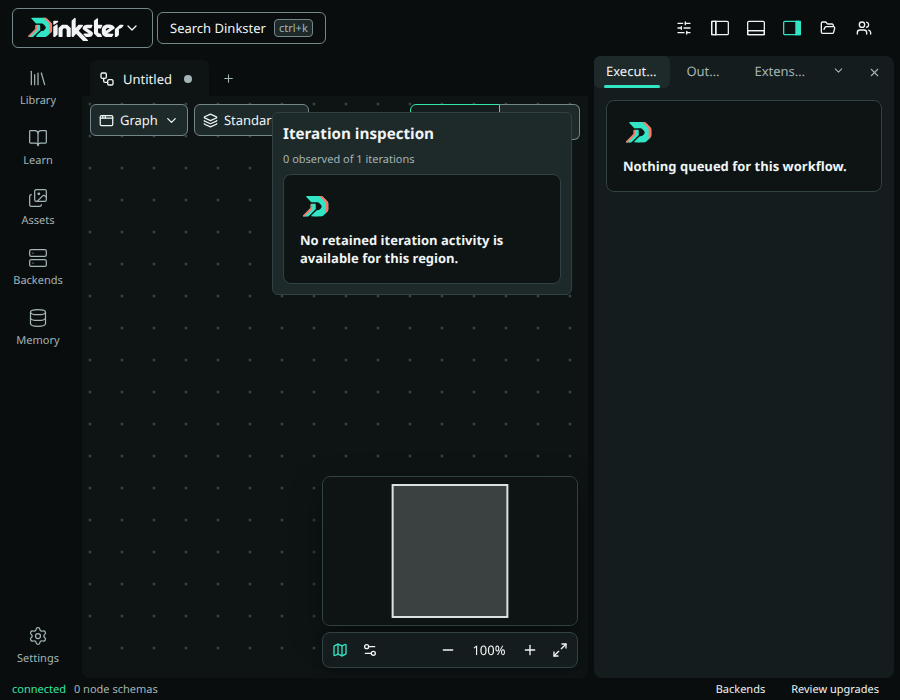 Dinkster
Search Dinkster ctrl+k
Library
Learn
Assets
Backends
Memory
Settings
Untitled
Graph
Standar
Iteration inspection
0 observed of 1 iterations
No retained iteration activity is
available for this region.
100%
Execut...
Out...
Extens...
Nothing queued for this workflow.
connected 0 node schemas
Backends
Review upgrades